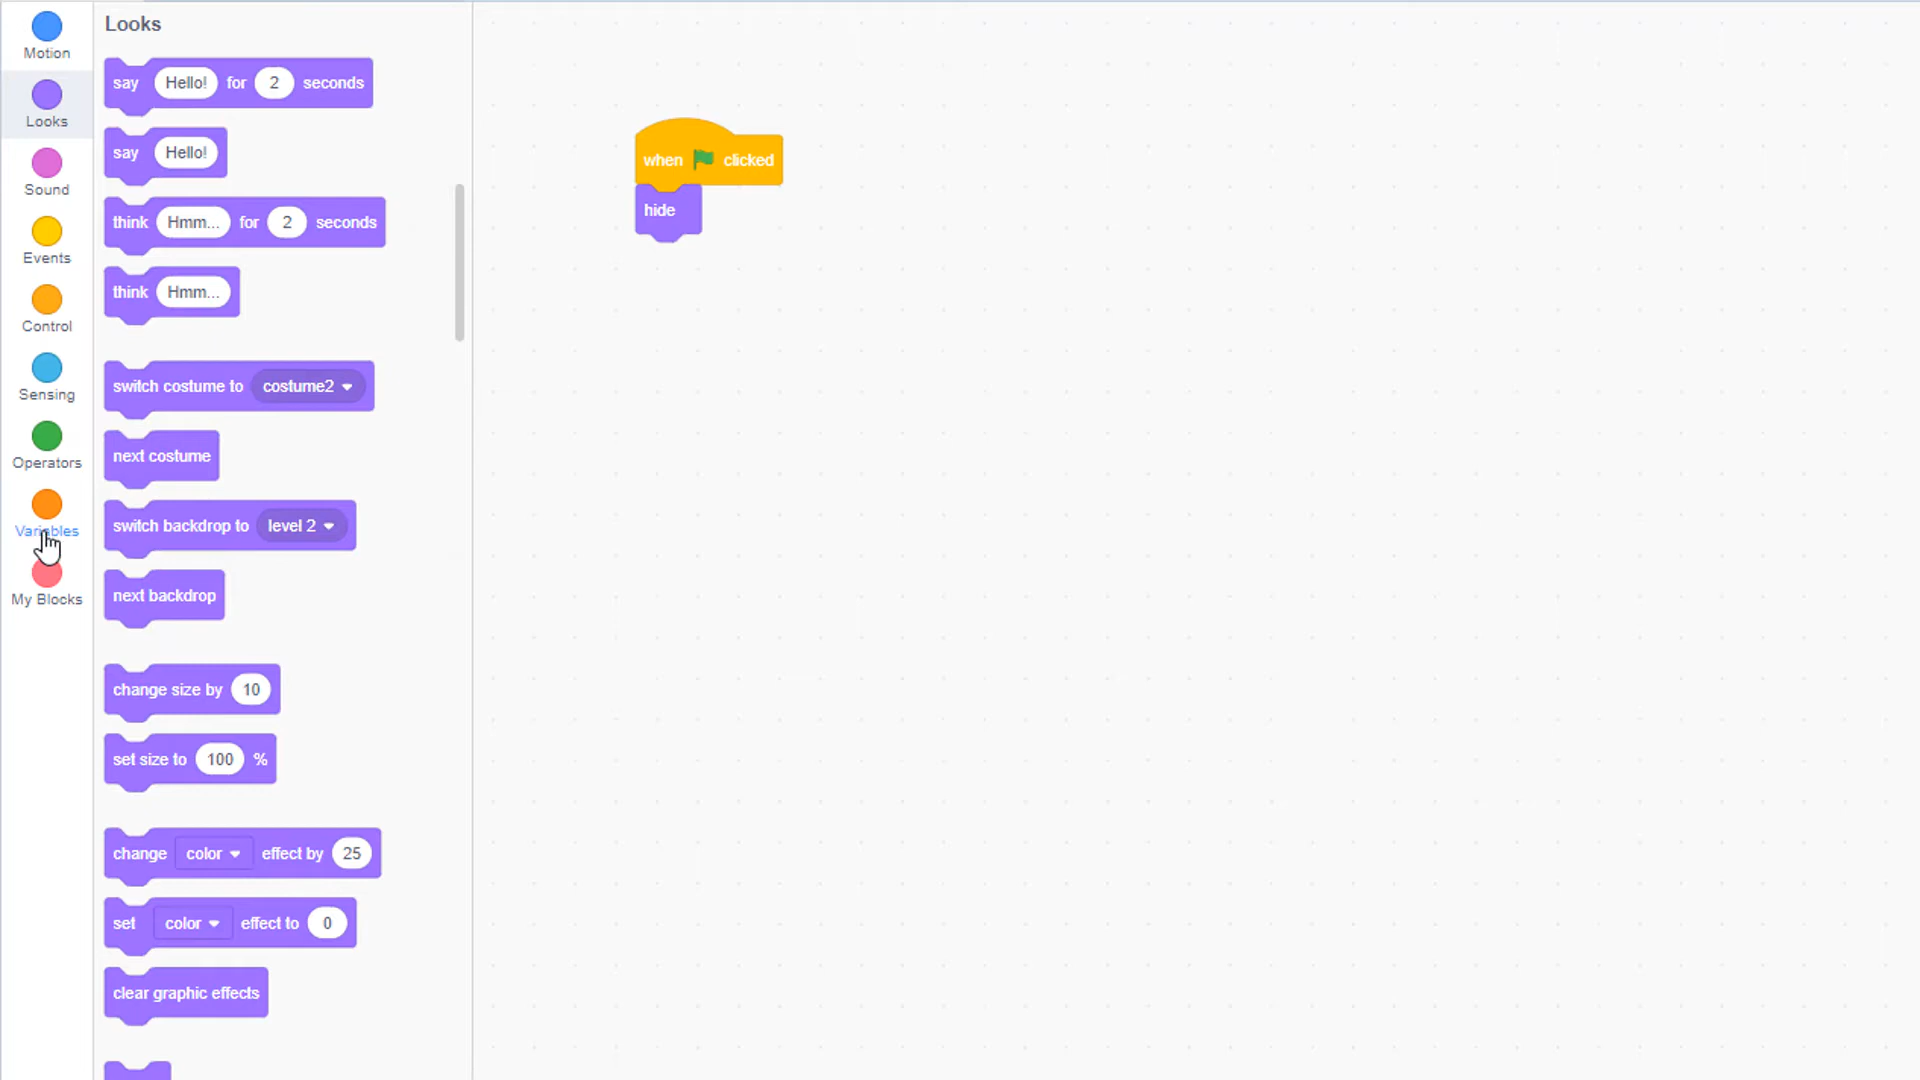 Motion
Looks
Sound
Events
Control
Sensing
Operators
Variables
My Blocks
Looks
say Hello! for 2 seconds
say Hello!
think Hmm... for 2 seconds
think Hmm...
switch costume to costume2
next costume
switch backdrop to level 2
next backdrop
change size by 10
set size to 100 %
change color effect by 25
set color effect to 0
clear graphic effects
when clicked
hide